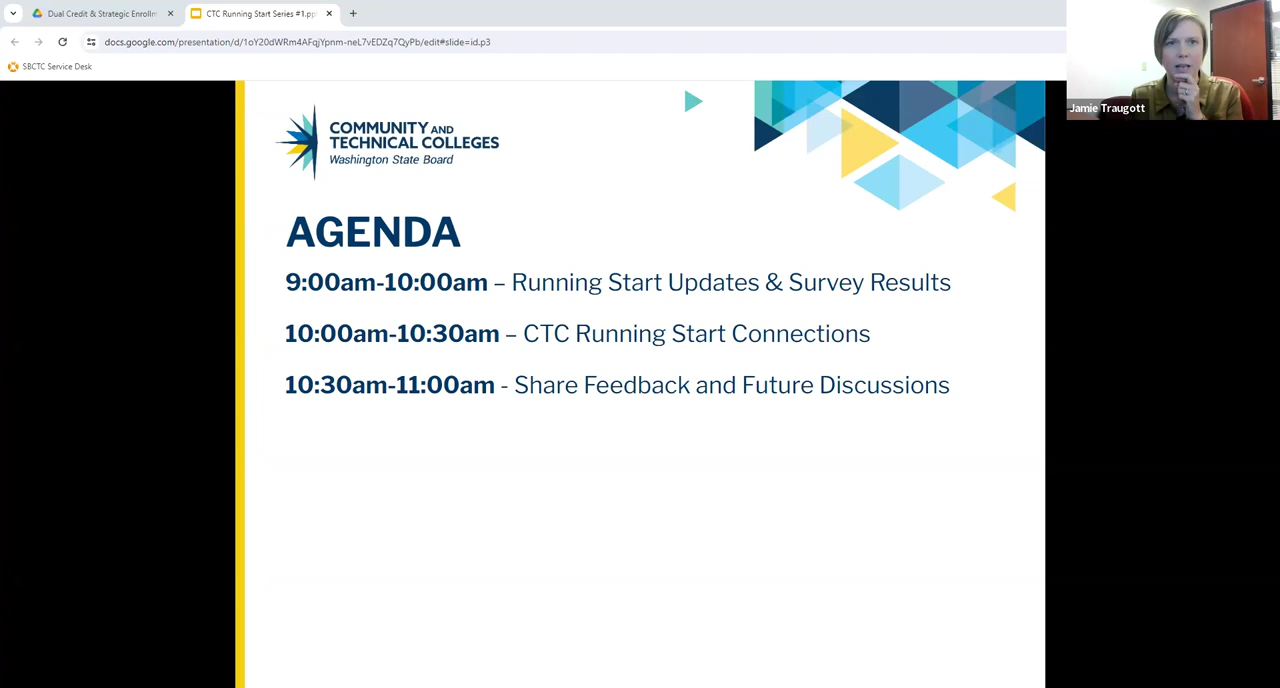 Dual Credit & Strategic Enrollm
CTC Running Start Series #1.pp
docs.google.com/presentation/d/1oY20dWRm4AFqjYpnm-neL7vEDZq7QyPb/edit#slide=id.p3
SBCTC Service Desk
Jamie Traugott
COMMUNITY AND
TECHNICAL COLLEGES
Washington State Board
AGENDA
9:00am-10:00am – Running Start Updates & Survey Results
10:00am-10:30am – CTC Running Start Connections
10:30am-11:00am - Share Feedback and Future Discussions